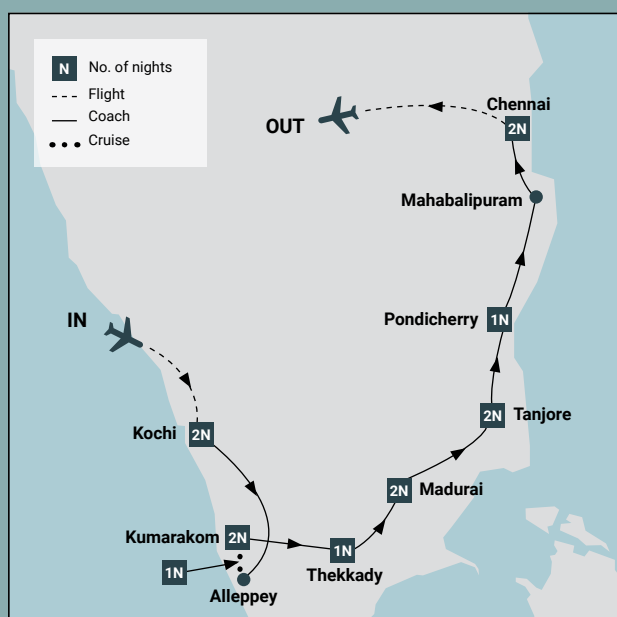 N No. of nights
Flight
Coach
Cruise
OUT
Chennai
2N
Mahabalipuram
IN
Pondicherry 1N
2N Tanjore
Kochi 2N
2N Madurai
Kumarakom 2N
1N
Thekkady
1N
Alleppey